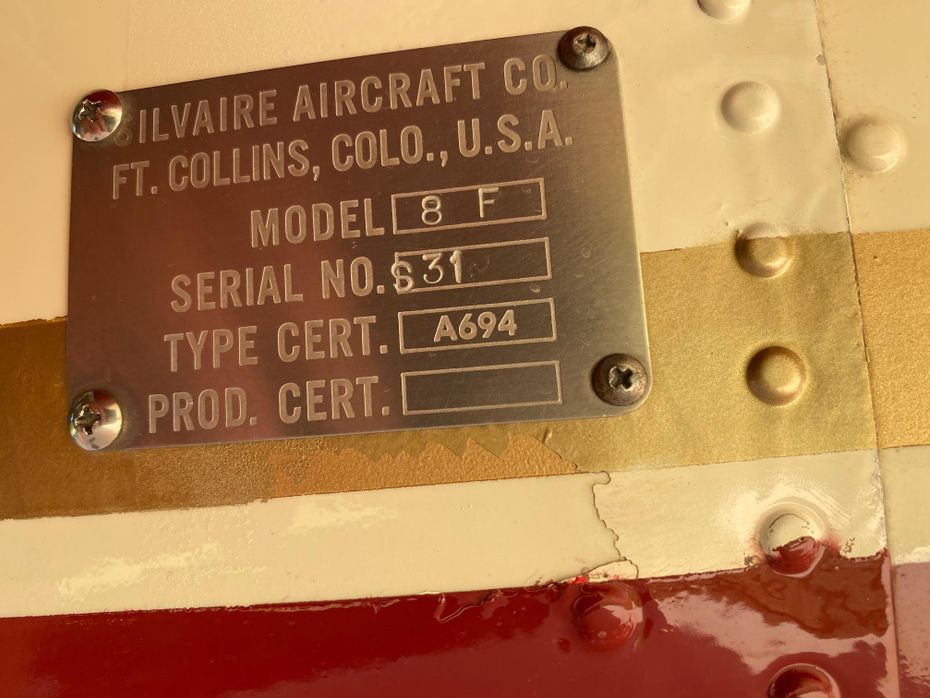 SILVAIRE AIRCRAFT CO.
FT. COLLINS, COLO., U.S.A.
MODEL 8 F
SERIAL NO. S31
TYPE CERT. A694
PROD. CERT.